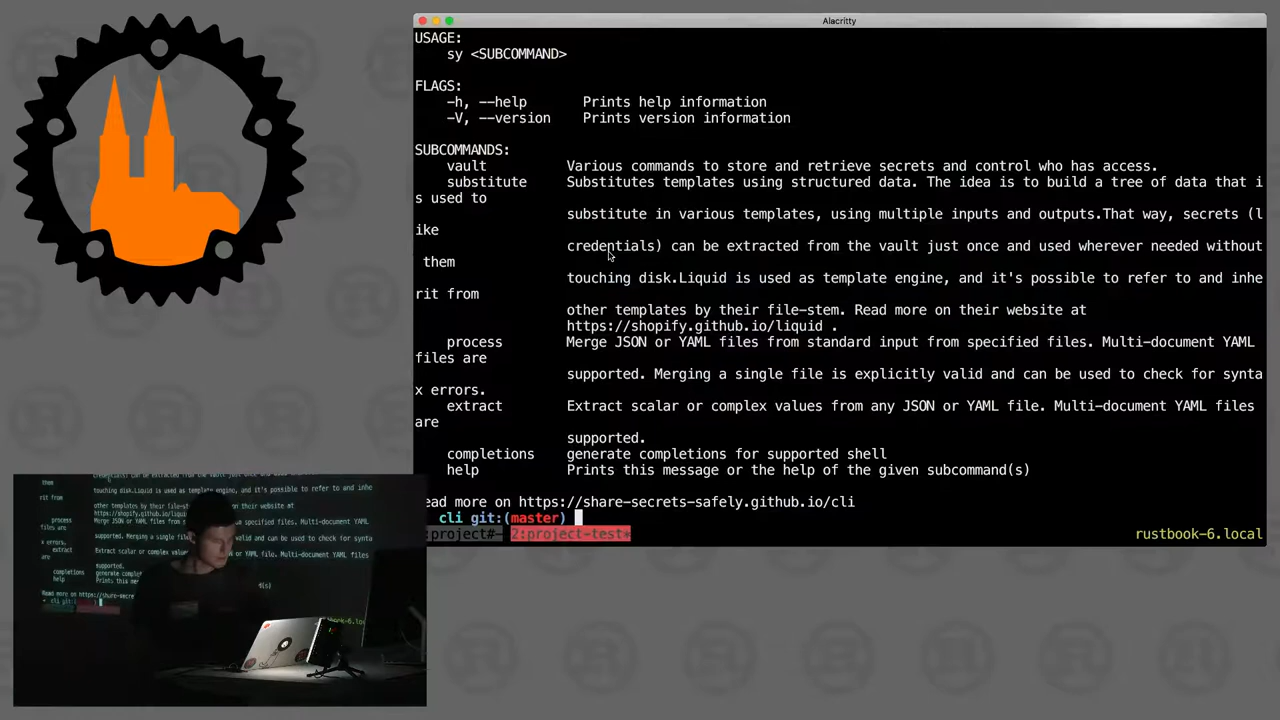 Alacritty
USAGE:
sy <SUBCOMMAND>
FLAGS:
-h, --help Prints help information
-V, --version Prints version information
SUBCOMMANDS:
vault Various commands to store and retrieve secrets and control who has access.
substitute Substitutes templates using structured data. The idea is to build a tree of data that i
s used to
substitute in various templates, using multiple inputs and outputs.That way, secrets (l
ike
credentials) can be extracted from the vault just once and used wherever needed without
them
touching disk.Liquid is used as template engine, and it's possible to refer to and inhe
rit from
other templates by their file-stem. Read more on their website at
https://shopify.github.io/liquid .
process Merge JSON or YAML files from standard input from specified files. Multi-document YAML
files are
supported. Merging a single file is explicitly valid and can be used to check for synta
x errors.
extract Extract scalar or complex values from any JSON or YAML file. Multi-document YAML files
are
supported.
completions generate completions for supported shell
help Prints this message or the help of the given subcommand(s)
ead more on https://share-secrets-safely.github.io/cli
cli git:(master)
:project#- 2:project-test* rustbook-6.local